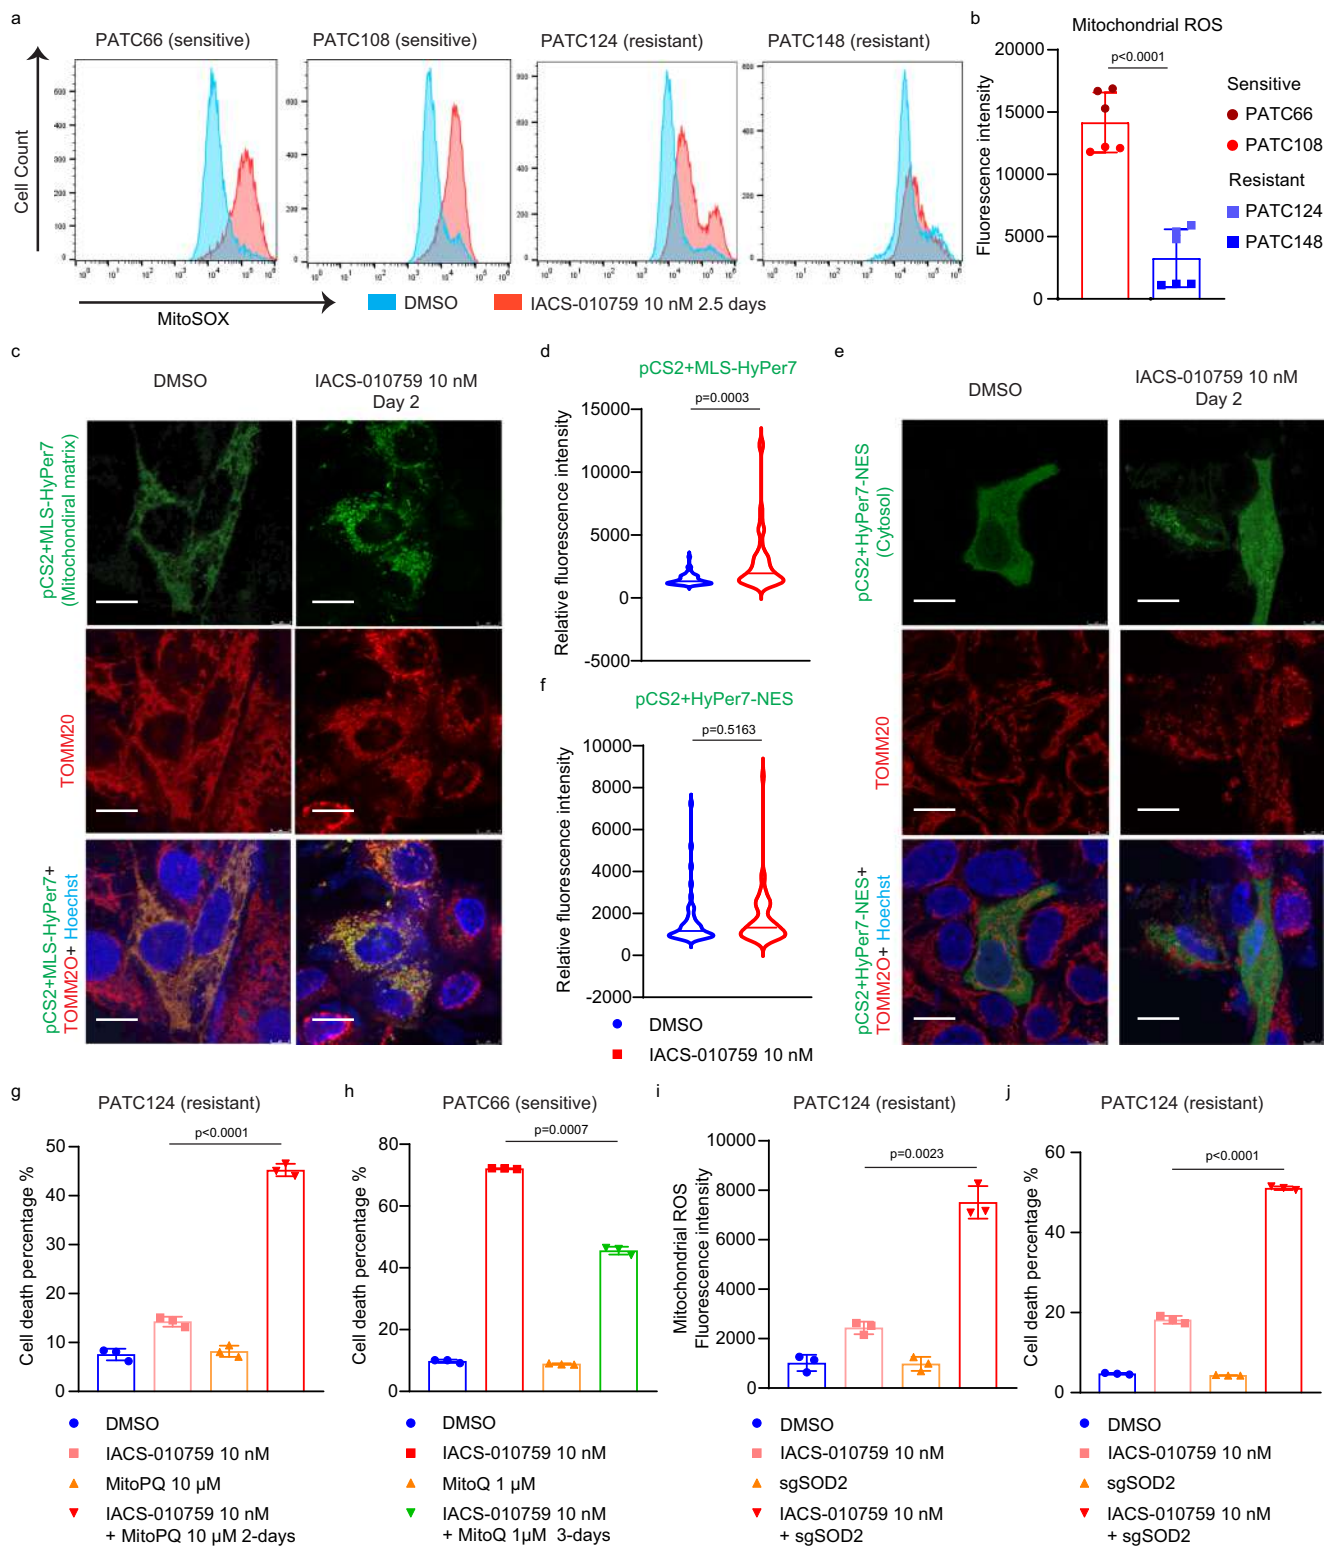 a
PATC66 (sensitive)
PATC108 (sensitive)
PATC124 (resistant)
PATC148 (resistant)
Cell Count
MitoSOX
DMSO
IACS-010759 10 nM 2.5 days
b
Mitochondrial ROS
p<0.0001
Fluorescence intensity
20000
15000
10000
5000
0
Sensitive
PATC66
PATC108
Resistant
PATC124
PATC148
c
DMSO
IACS-010759 10 nM
Day 2
pCS2+MLS-HyPer7
(Mitochondiral matrix)
TOMM20
pCS2+MLS-HyPer7+
TOMM2O+ Hoechst
d
pCS2+MLS-HyPer7
p=0.0003
Relative fluorescence intensity
15000
10000
5000
0
-5000
e
DMSO
IACS-010759 10 nM
Day 2
pCS2+HyPer7-NES
(Cytosol)
TOMM20
pCS2+HyPer7-NES+
TOMM2O+ Hoechst
f
pCS2+HyPer7-NES
p=0.5163
Relative fluorescence intensity
10000
8000
6000
4000
2000
0
-2000
DMSO
IACS-010759 10 nM
g
PATC124 (resistant)
p<0.0001
Cell death percentage %
50
40
30
20
10
0
DMSO
IACS-010759 10 nM
MitoPQ 10 µM
IACS-010759 10 nM
+ MitoPQ 10 µM 2-days
h
PATC66 (sensitive)
p=0.0007
Cell death percentage %
80
60
40
20
0
DMSO
IACS-010759 10 nM
MitoQ 1 µM
IACS-010759 10 nM
+ MitoQ 1µM 3-days
i
PATC124 (resistant)
p=0.0023
Mitochondrial ROS
Fluorescence intensity
10000
8000
6000
4000
2000
0
DMSO
IACS-010759 10 nM
sgSOD2
IACS-010759 10 nM
+ sgSOD2
j
PATC124 (resistant)
p<0.0001
Cell death percentage %
60
40
20
0
DMSO
IACS-010759 10 nM
sgSOD2
IACS-010759 10 nM
+ sgSOD2